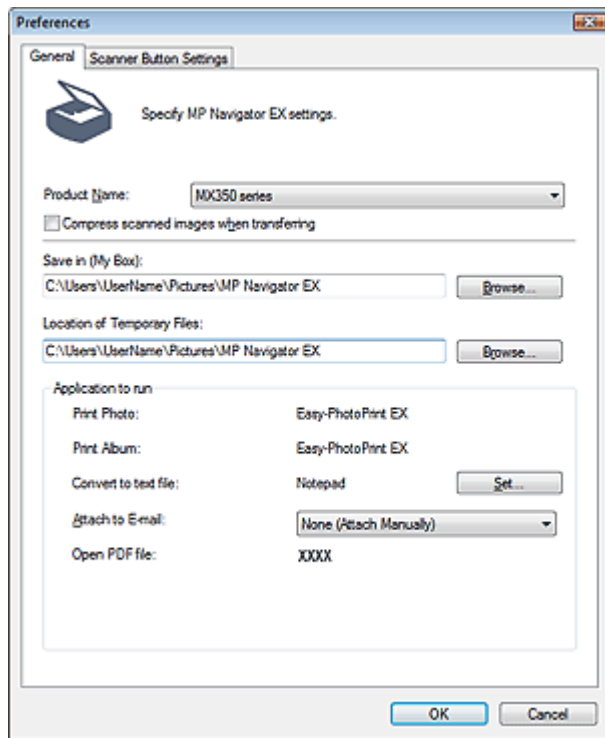 Preferences
General Scanner Button Settings
Specify MP Navigator EX settings.
Product Name: MX350 series
Compress scanned images when transferring
Save in (My Box):
C:\Users\UserName\Pictures\MP Navigator EX Browse...
Location of Temporary Files:
C:\Users\UserName\Pictures\MP Navigator EX Browse...
Application to run
Print Photo: Easy-PhotoPrint EX
Print Album: Easy-PhotoPrint EX
Convert to text file: Notepad Set...
Attach to E-mail: None (Attach Manually)
Open PDF file: XXXX
OK Cancel